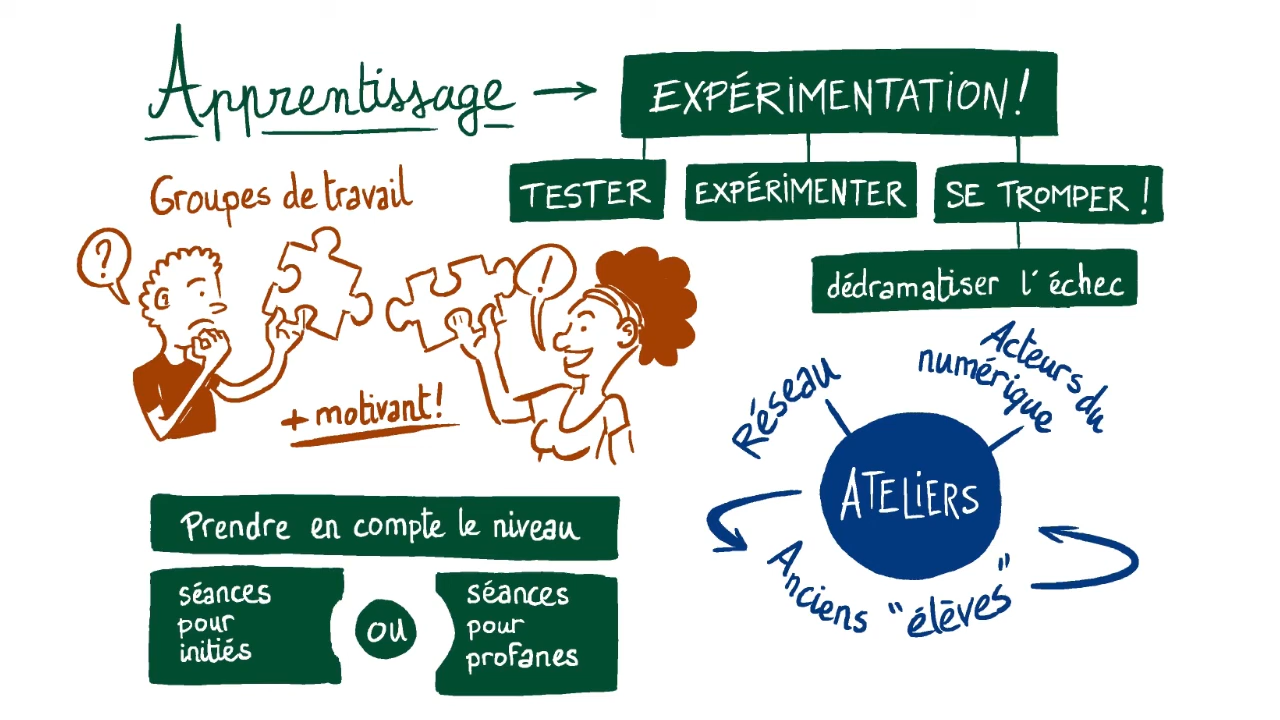 Apprentissage → EXPÉRIMENTATION !
TESTER
EXPÉRIMENTER
SE TROMPER !
dédramatiser l'échec
Groupes de travail
?
!
+ motivant !
Prendre en compte le niveau
séances
pour
initiés
OU
séances
pour
profanes
Réseau
Acteurs du
numérique
ATELIERS
Anciens "élèves"